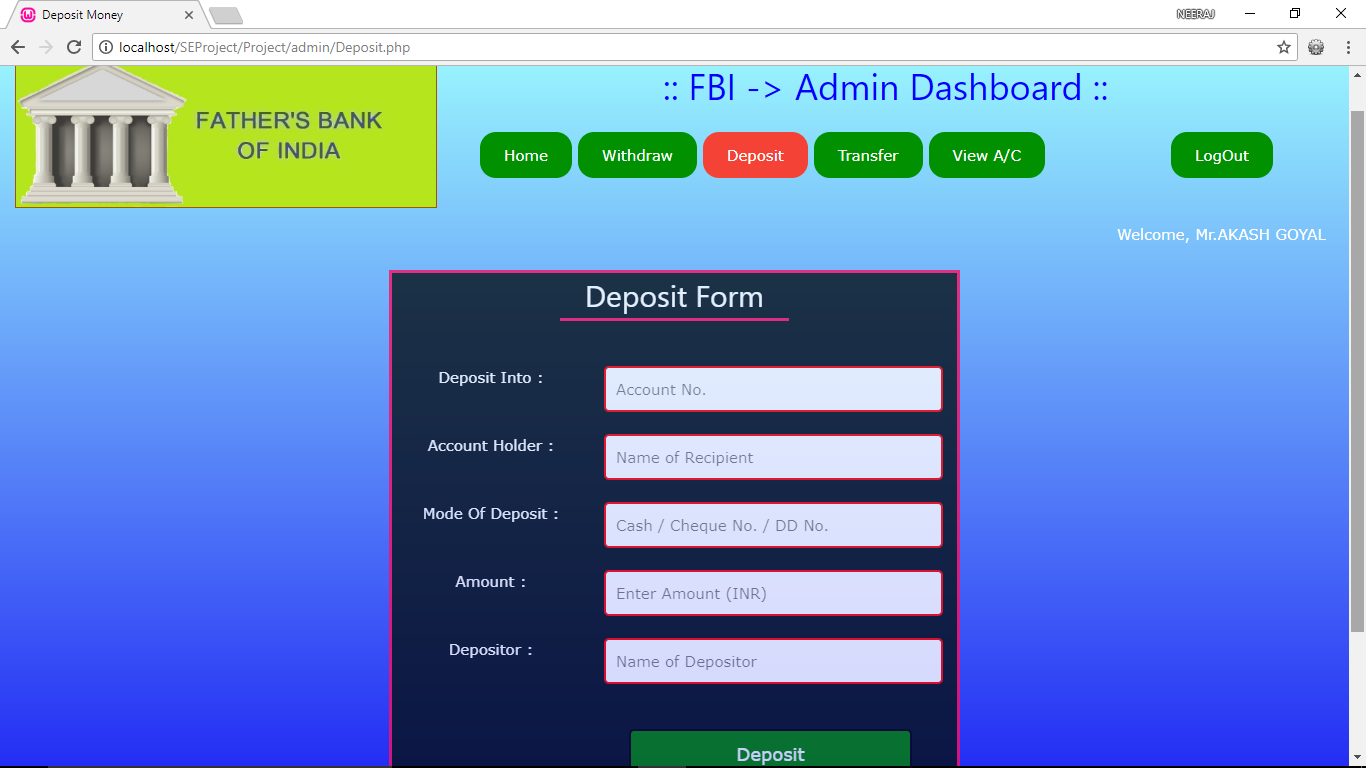 Deposit Money
NEERAJ
localhost/SEProject/Project/admin/Deposit.php
:: FBI -> Admin Dashboard ::
FATHER'S BANK
OF INDIA
Home Withdraw Deposit Transfer View A/C LogOut
Welcome, Mr.AKASH GOYAL
Deposit Form
Deposit Into : Account No.
Account Holder : Name of Recipient
Mode Of Deposit : Cash / Cheque No. / DD No.
Amount : Enter Amount (INR)
Depositor : Name of Depositor
Deposit